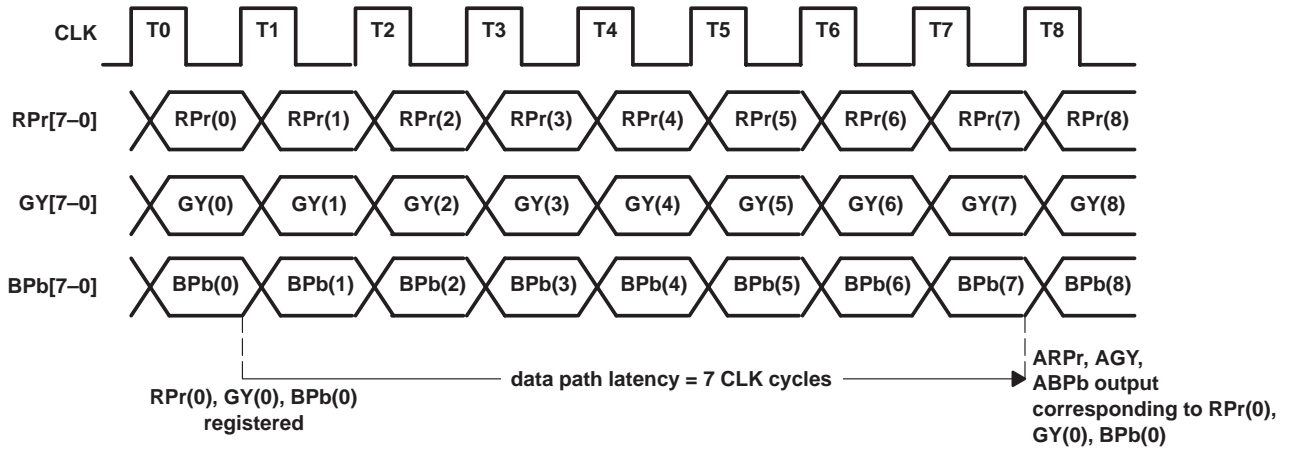 CLK T0 T1 T2 T3 T4 T5 T6 T7 T8
RPr[7–0] RPr(0) RPr(1) RPr(2) RPr(3) RPr(4) RPr(5) RPr(6) RPr(7) RPr(8)
GY[7–0] GY(0) GY(1) GY(2) GY(3) GY(4) GY(5) GY(6) GY(7) GY(8)
BPb[7–0] BPb(0) BPb(1) BPb(2) BPb(3) BPb(4) BPb(5) BPb(6) BPb(7) BPb(8)
RPr(0), GY(0), BPb(0)
registered
data path latency = 7 CLK cycles
ARPr, AGY,
ABPb output
corresponding to RPr(0),
GY(0), BPb(0)